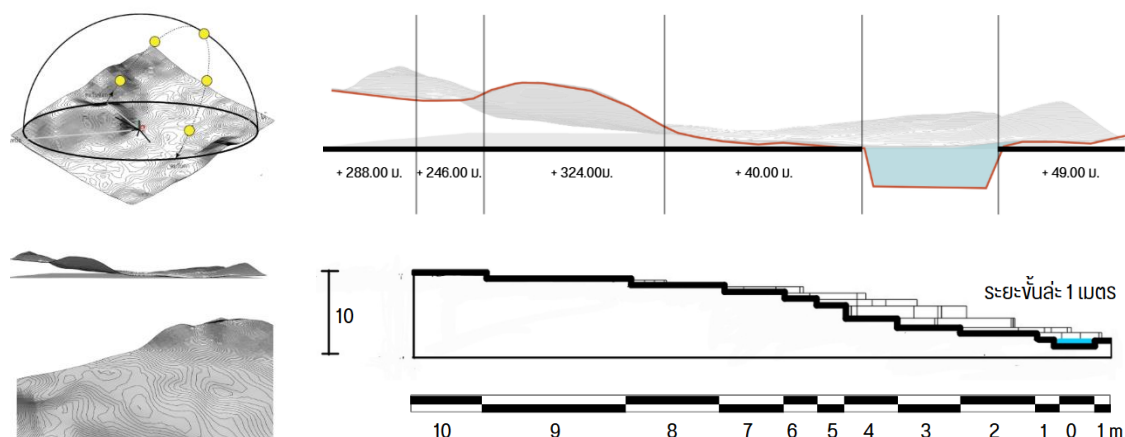 + 288.00 ม.
+ 246.00 ม.
+ 324.00ม.
+ 40.00 ม.
+ 49.00 ม.
10
ระยะขั้นละ 1 เมตร
10 9 8 7 6 5 4 3 2 1 0 1 m